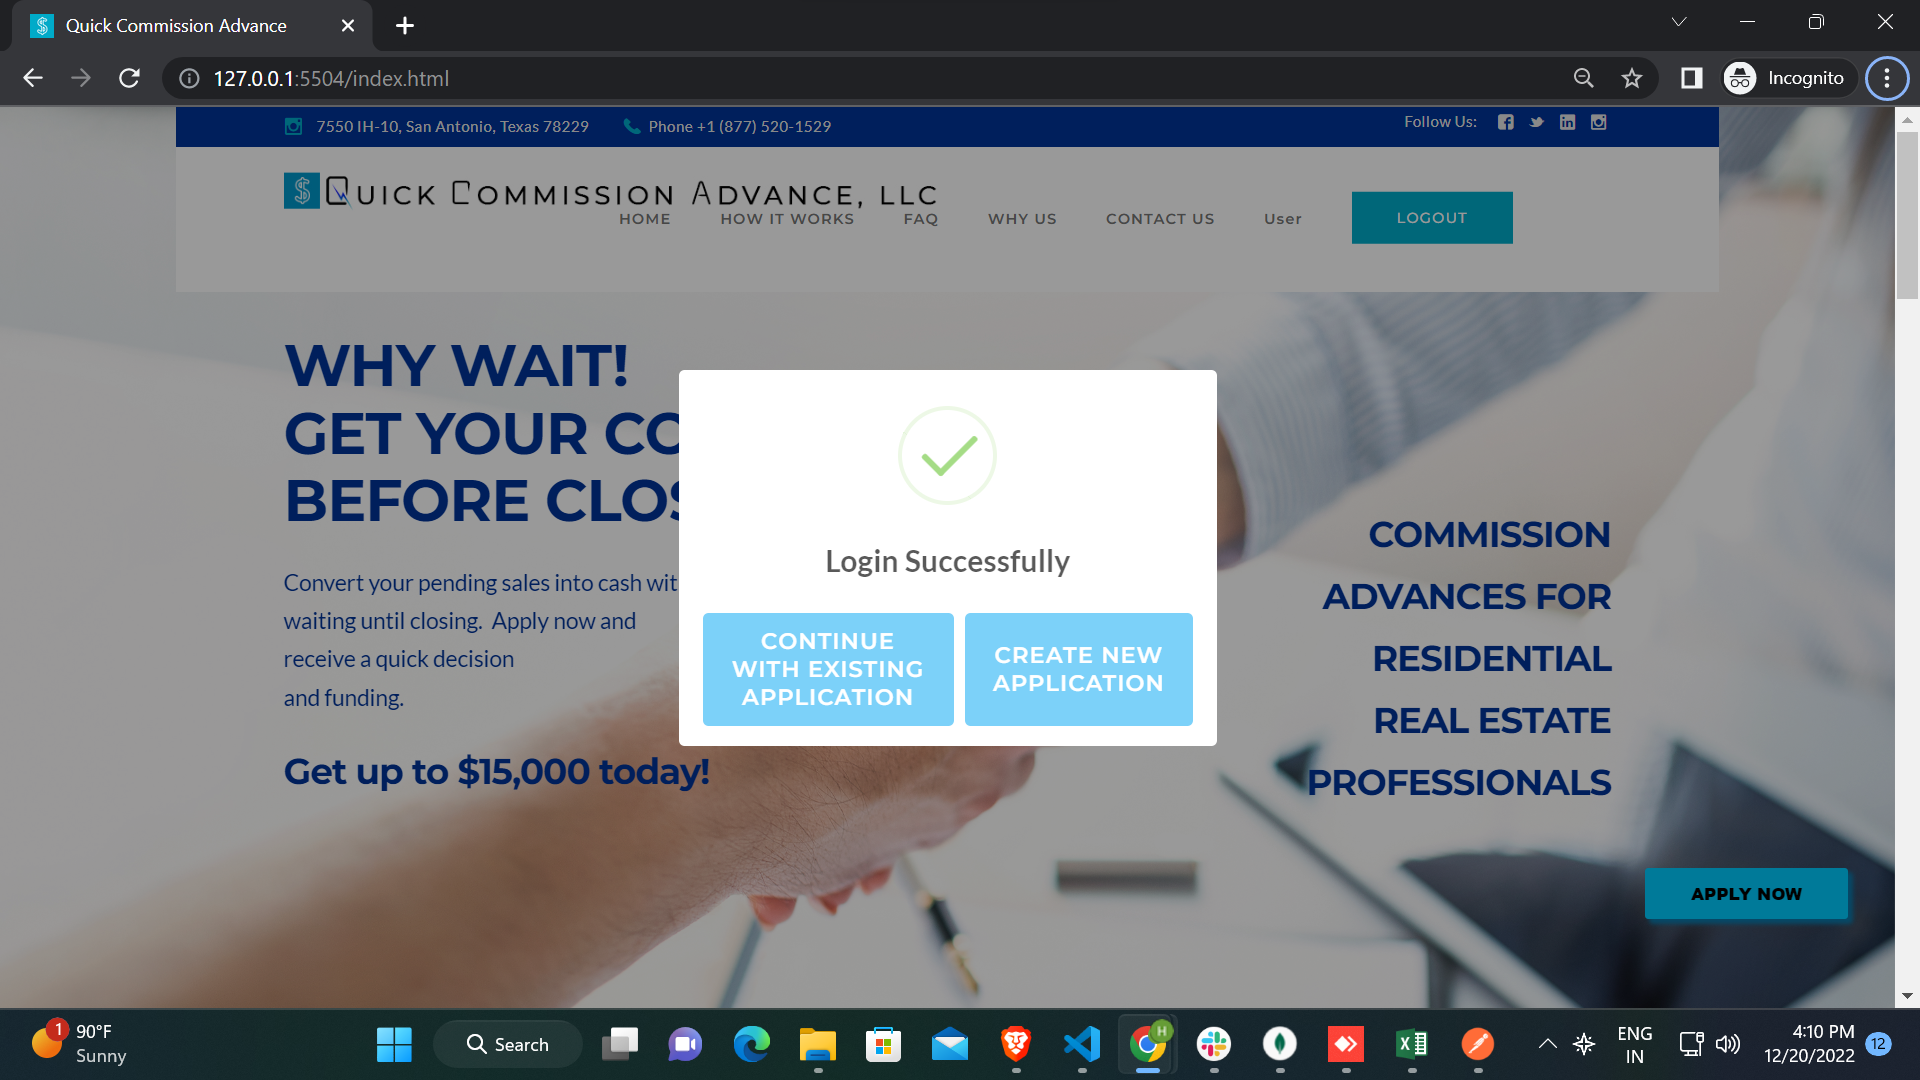 Quick Commission Advance
127.0.0.1:5504/index.html
Incognito
7550 IH-10, San Antonio, Texas 78229
Phone +1 (877) 520-1529
Follow Us:
QUICK COMMISSION ADVANCE, LLC
HOME
HOW IT WORKS
FAQ
WHY US
CONTACT US
User
LOGOUT
WHY WAIT!
GET YOUR CO
BEFORE CLOS
Convert your pending sales into cash wit
waiting until closing. Apply now and
receive a quick decision
and funding.
Get up to $15,000 today!
Login Successfully
CONTINUE
WITH EXISTING
APPLICATION
CREATE NEW
APPLICATION
COMMISSION
ADVANCES FOR
RESIDENTIAL
REAL ESTATE
PROFESSIONALS
APPLY NOW
1
90°F
Sunny
Search
H
ENG
IN
4:10 PM
12/20/2022
12